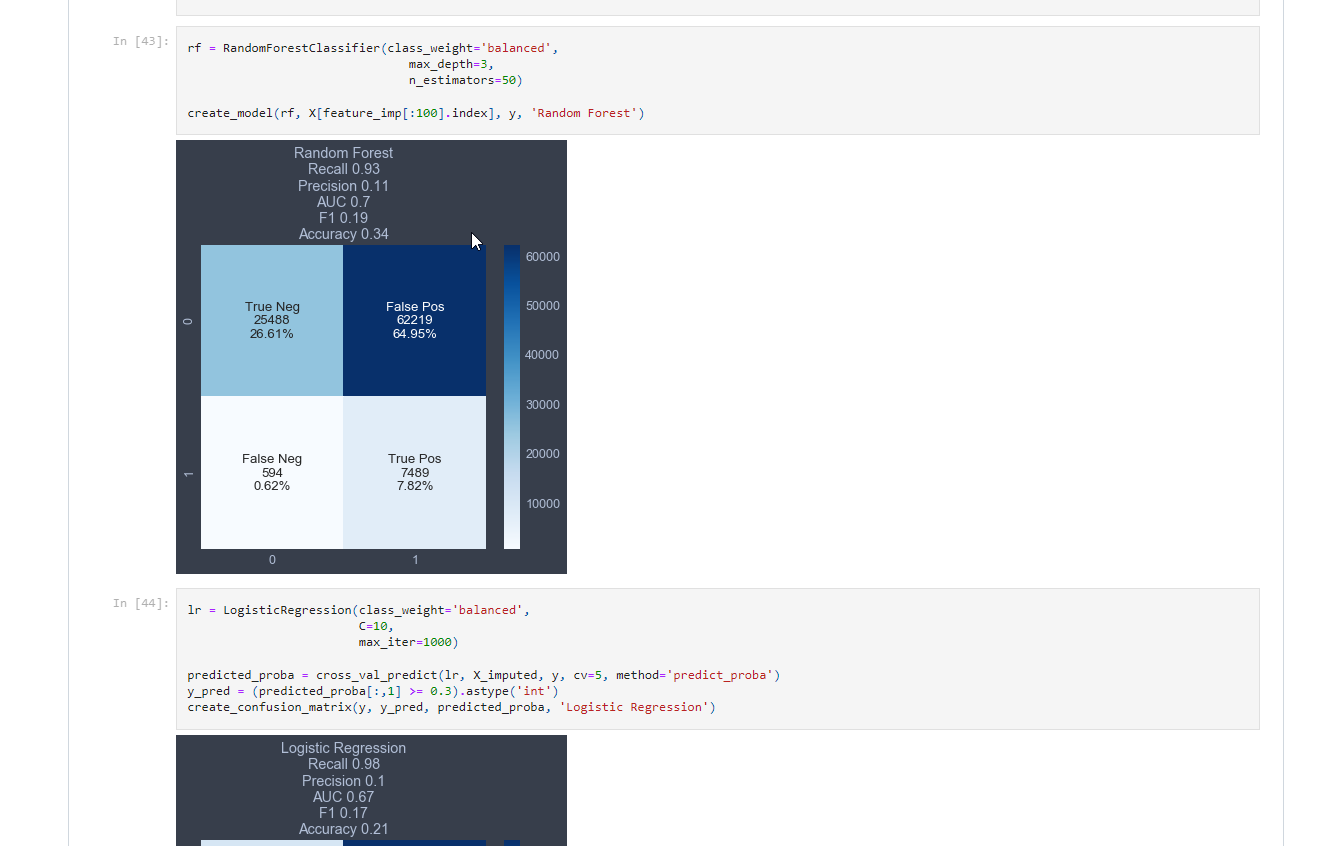 In [43]:
rf = RandomForestClassifier(class_weight='balanced',
max_depth=3,
n_estimators=50)
create_model(rf, X[feature_imp[:100].index], y, 'Random Forest')
Random Forest
Recall 0.93
Precision 0.11
AUC 0.7
F1 0.19
Accuracy 0.34
0
True Neg
25488
26.61%
False Pos
62219
64.95%
1
False Neg
594
0.62%
True Pos
7489
7.82%
0 1
60000
50000
40000
30000
20000
10000
In [44]:
lr = LogisticRegression(class_weight='balanced',
C=10,
max_iter=1000)
predicted_proba = cross_val_predict(lr, X_imputed, y, cv=5, method='predict_proba')
y_pred = (predicted_proba[:,1] >= 0.3).astype('int')
create_confusion_matrix(y, y_pred, predicted_proba, 'Logistic Regression')
Logistic Regression
Recall 0.98
Precision 0.1
AUC 0.67
F1 0.17
Accuracy 0.21